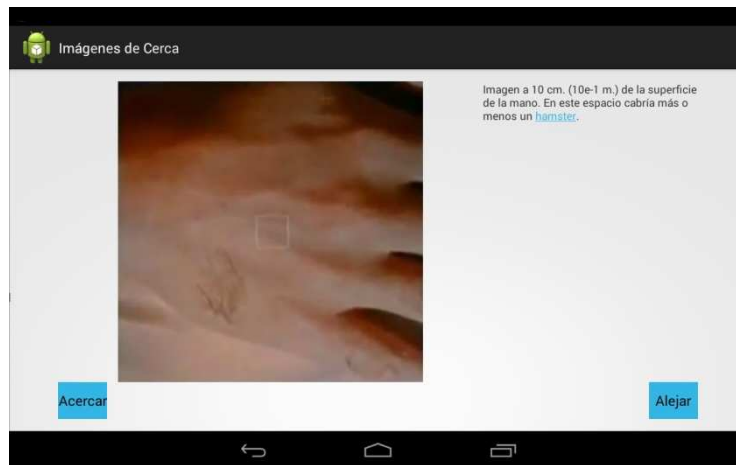 Imágenes de Cerca
Imagen a 10 cm. (10e-1 m.) de la superficie
de la mano. En este espacio cabría más o
menos un hamster.
Acercar
Alejar